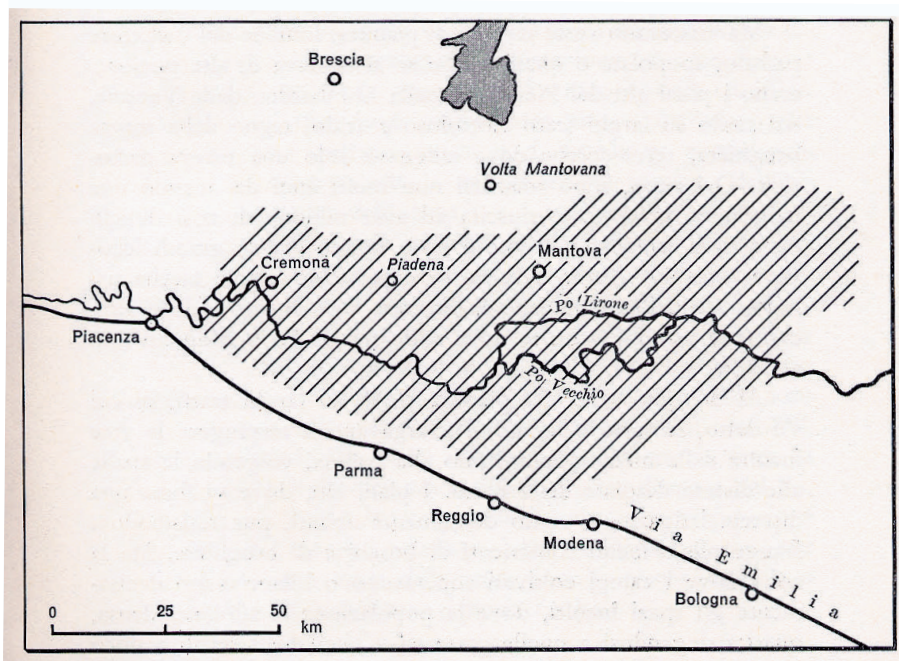 Brescia
Volta Mantovana
Cremona
Piadena
Mantova
Po Lirone
Piacenza
Po Vecchio
Parma
Reggio
Modena
Via Emilia
Bologna
0 25 50
km